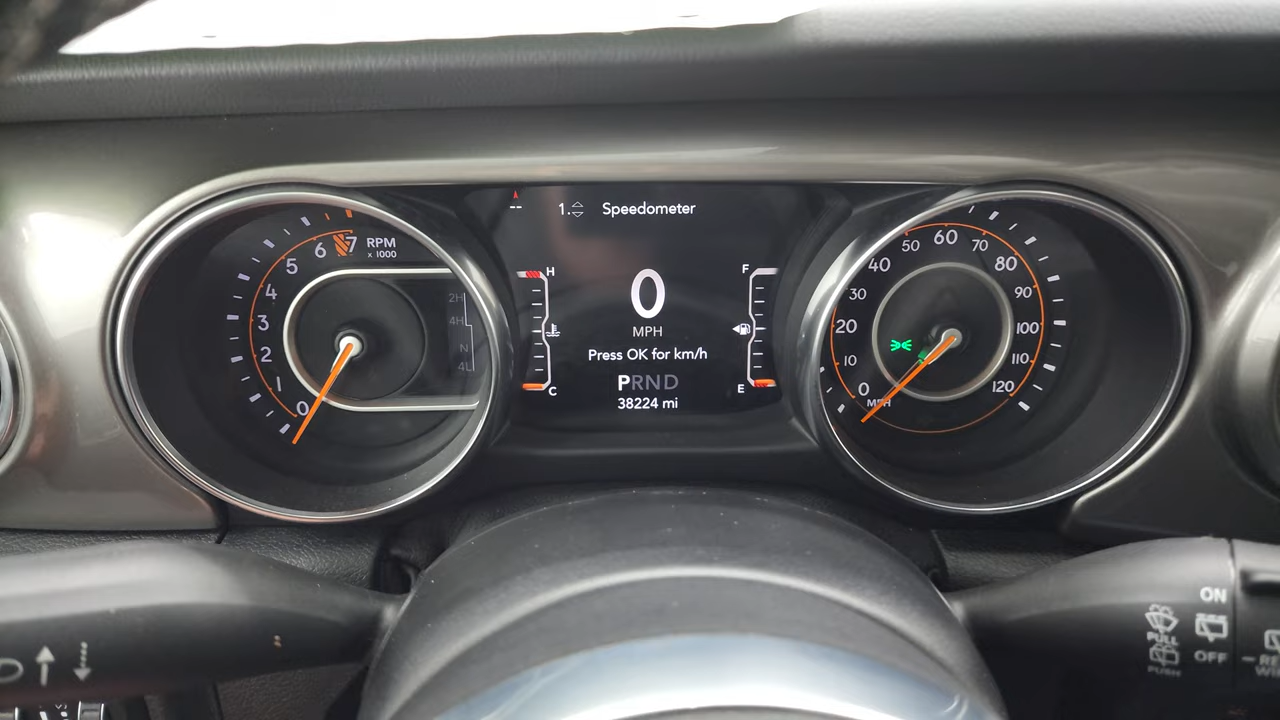 1. Speedometer
7
6
5
4
3
2
1
0
RPM
x 1000
2H
4H
N
4L
H
C
0
MPH
Press OK for km/h
PRND
38224 mi
F
E
0
10
20
30
40
50
60
70
80
90
100
110
120
MPH
ON
OFF
PULL
PUSH